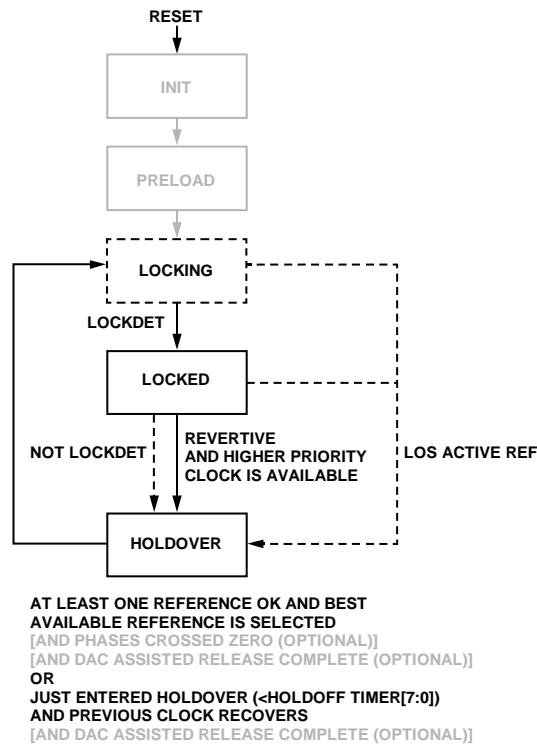 RESET
INIT
PRELOAD
LOCKING
LOCKDET
LOCKED
NOT LOCKDET
REVERTIVE
AND HIGHER PRIORITY
CLOCK IS AVAILABLE
LOS ACTIVE REF
HOLDOVER
AT LEAST ONE REFERENCE OK AND BEST
AVAILABLE REFERENCE IS SELECTED
[AND PHASES CROSSED ZERO (OPTIONAL)]
[AND DAC ASSISTED RELEASE COMPLETE (OPTIONAL)]
OR
JUST ENTERED HOLDOVER (<HOLDOFF TIMER[7:0])
AND PREVIOUS CLOCK RECOVERS
[AND DAC ASSISTED RELEASE COMPLETE (OPTIONAL)]